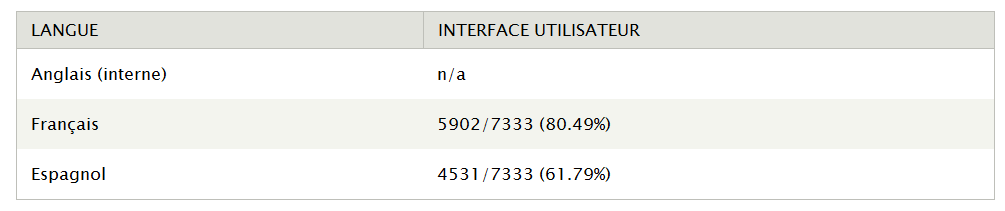 LANGUE INTERFACE UTILISATEUR
Anglais (interne) n/a
Français 5902/7333 (80.49%)
Espagnol 4531/7333 (61.79%)